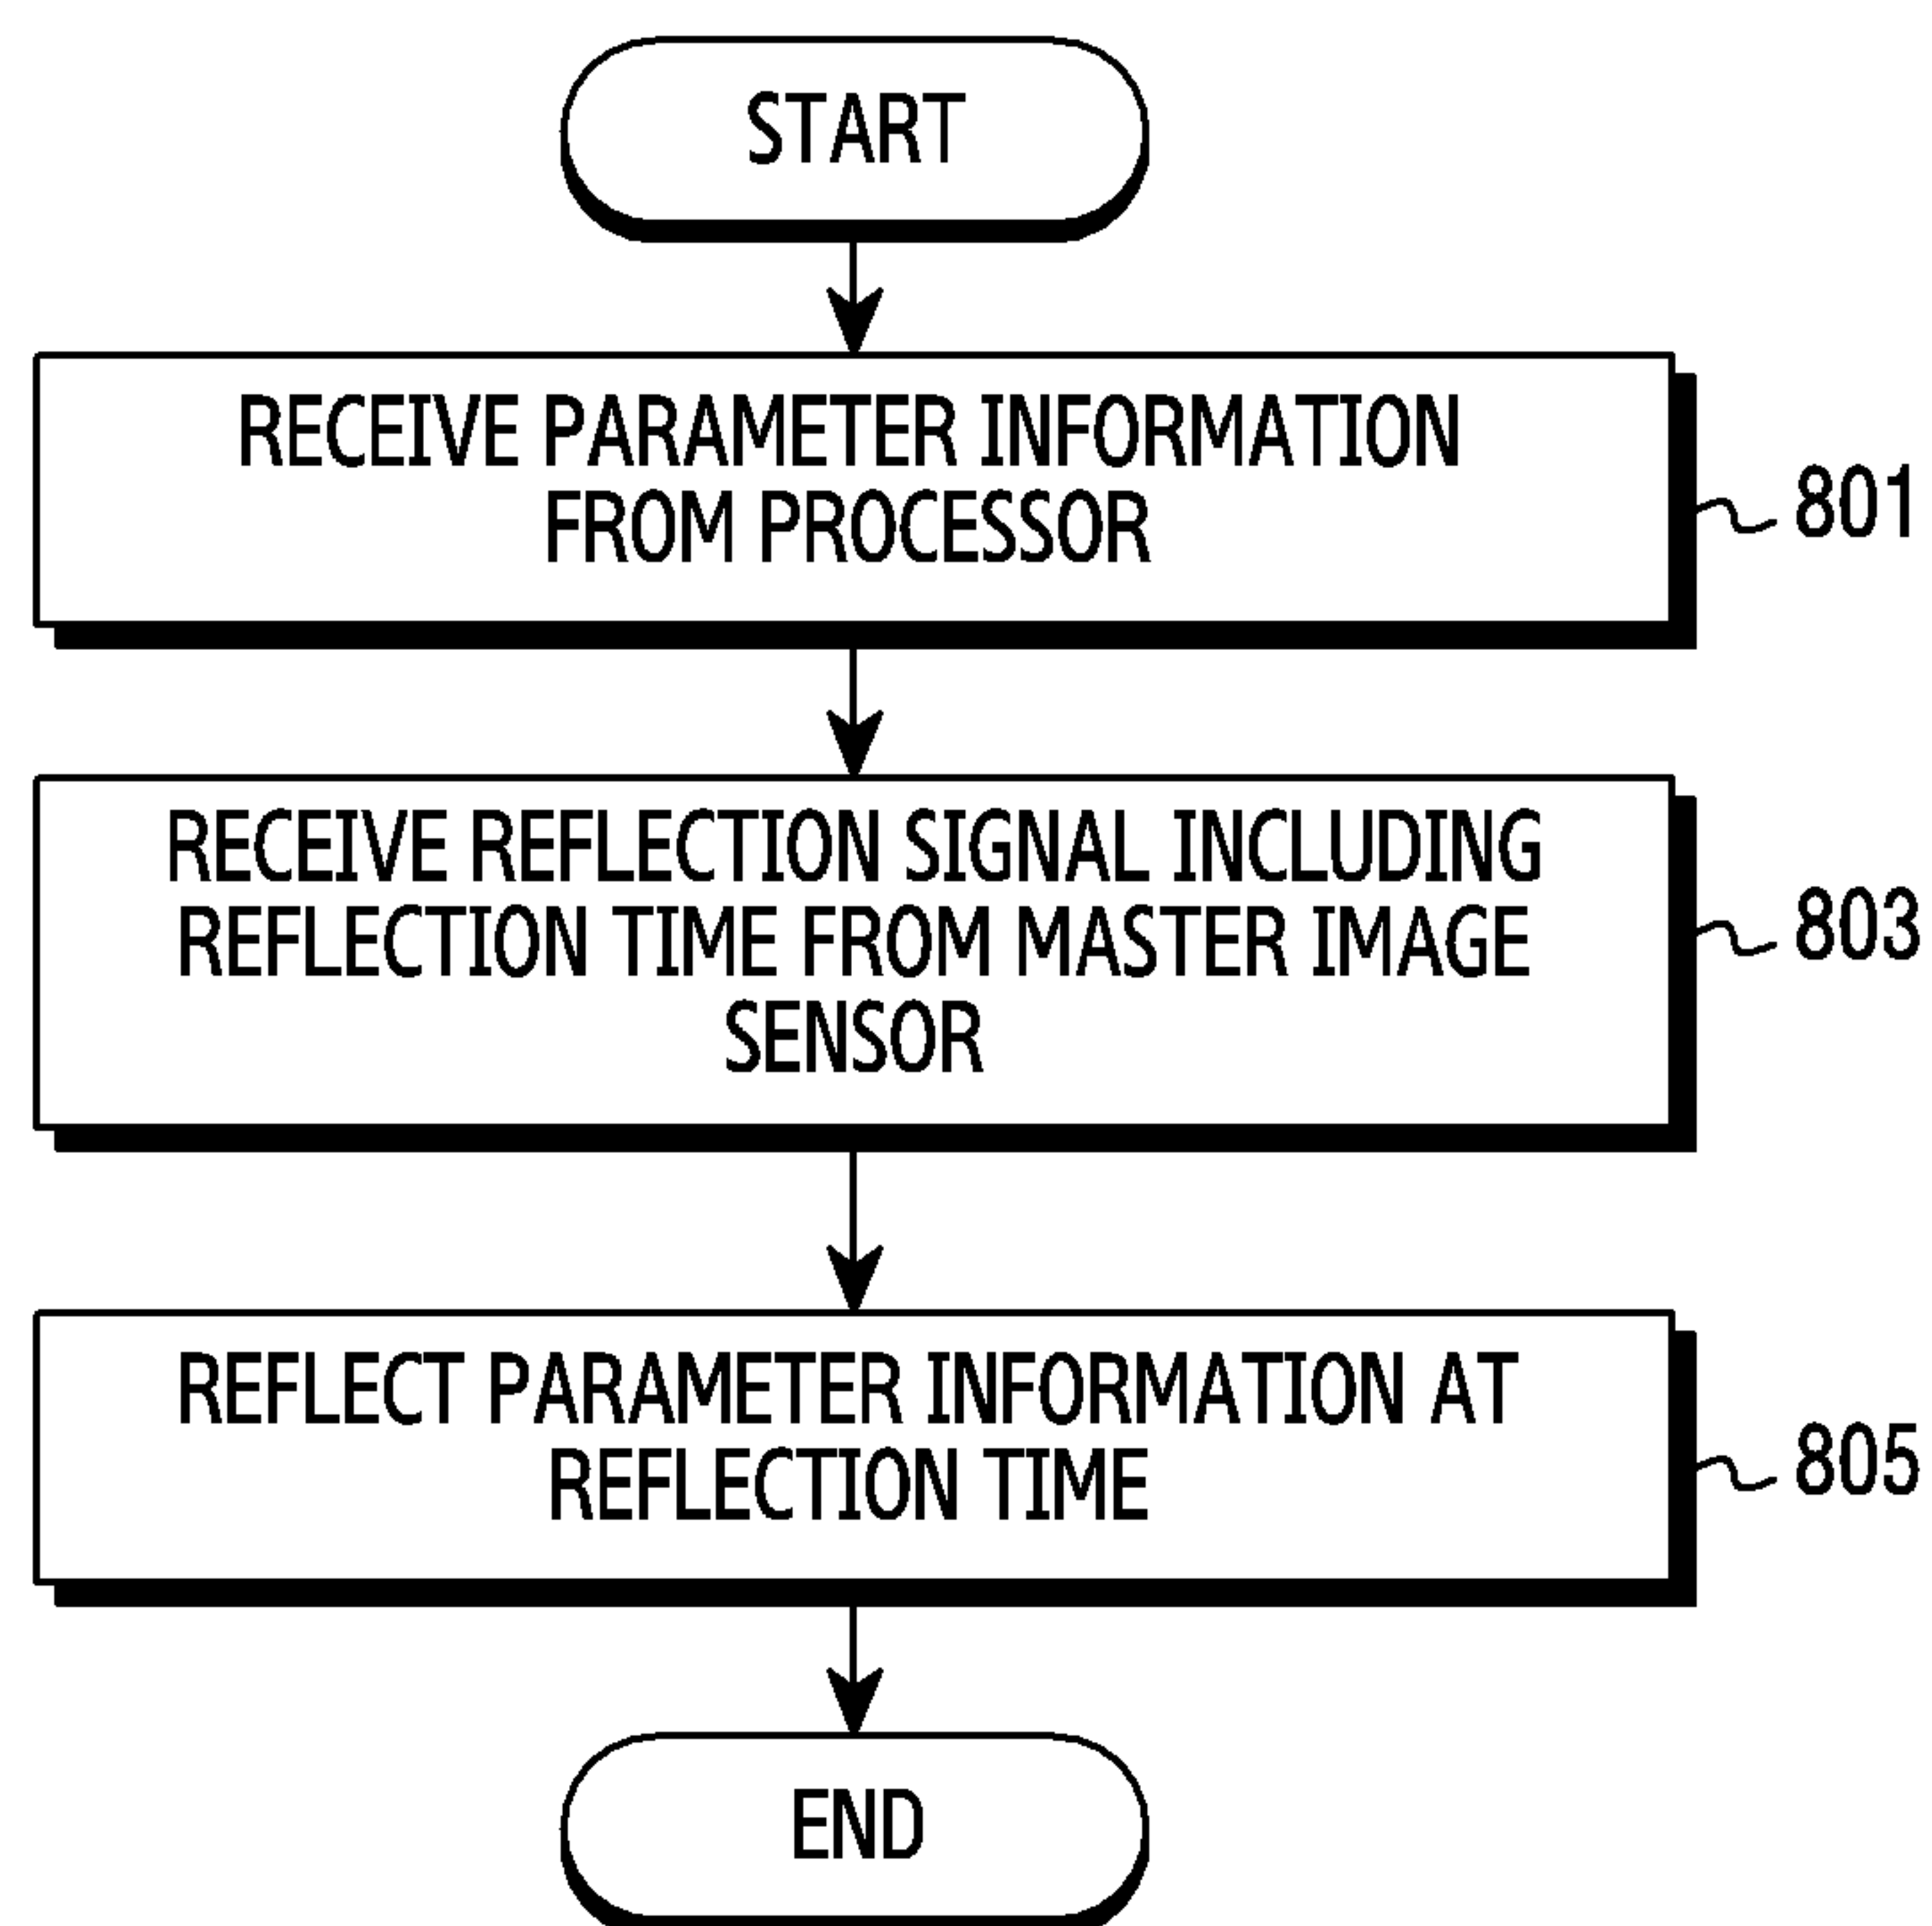 START
RECEIVE PARAMETER INFORMATION
FROM PROCESSOR
801
RECEIVE REFLECTION SIGNAL INCLUDING
REFLECTION TIME FROM MASTER IMAGE
SENSOR
803
REFLECT PARAMETER INFORMATION AT
REFLECTION TIME
805
END